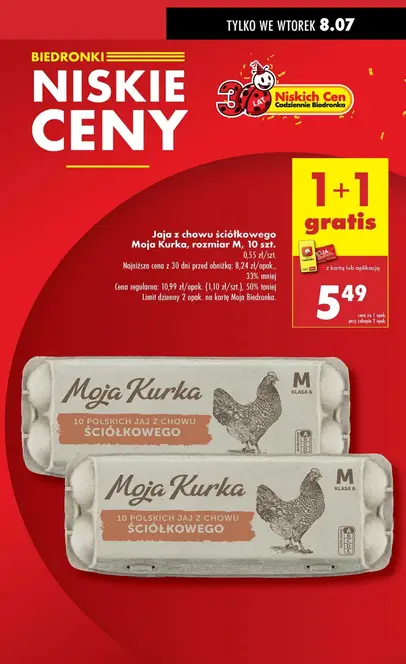 TYLKO WE WTOREK 8.07
BIEDRONKI
NISKIE
CENY
30 LAT
Niskich Cen
Codziennie Biedronka
1+1
gratis
z kartą lub aplikacją
5 49
cena za 1 opak.
przy zakupie 2 opak.
Jaja z chowu ściółkowego
Moja Kurka, rozmiar M, 10 szt.
0,55 zł/szt.
Najniższa cena z 30 dni przed obniżką: 8,24 zł/opak.,
33% mniej
Cena regularna: 10,99 zł/opak. (1,10 zł/szt.), 50% taniej
Limit dzienny 2 opak. na kartę Moja Biedronka.
Moja Kurka
10 POLSKICH JAJ Z CHOWU
ŚCIÓŁKOWEGO
M
KLASA A
Moja Kurka
10 POLSKICH JAJ Z CHOWU
ŚCIÓŁKOWEGO
M
KLASA A